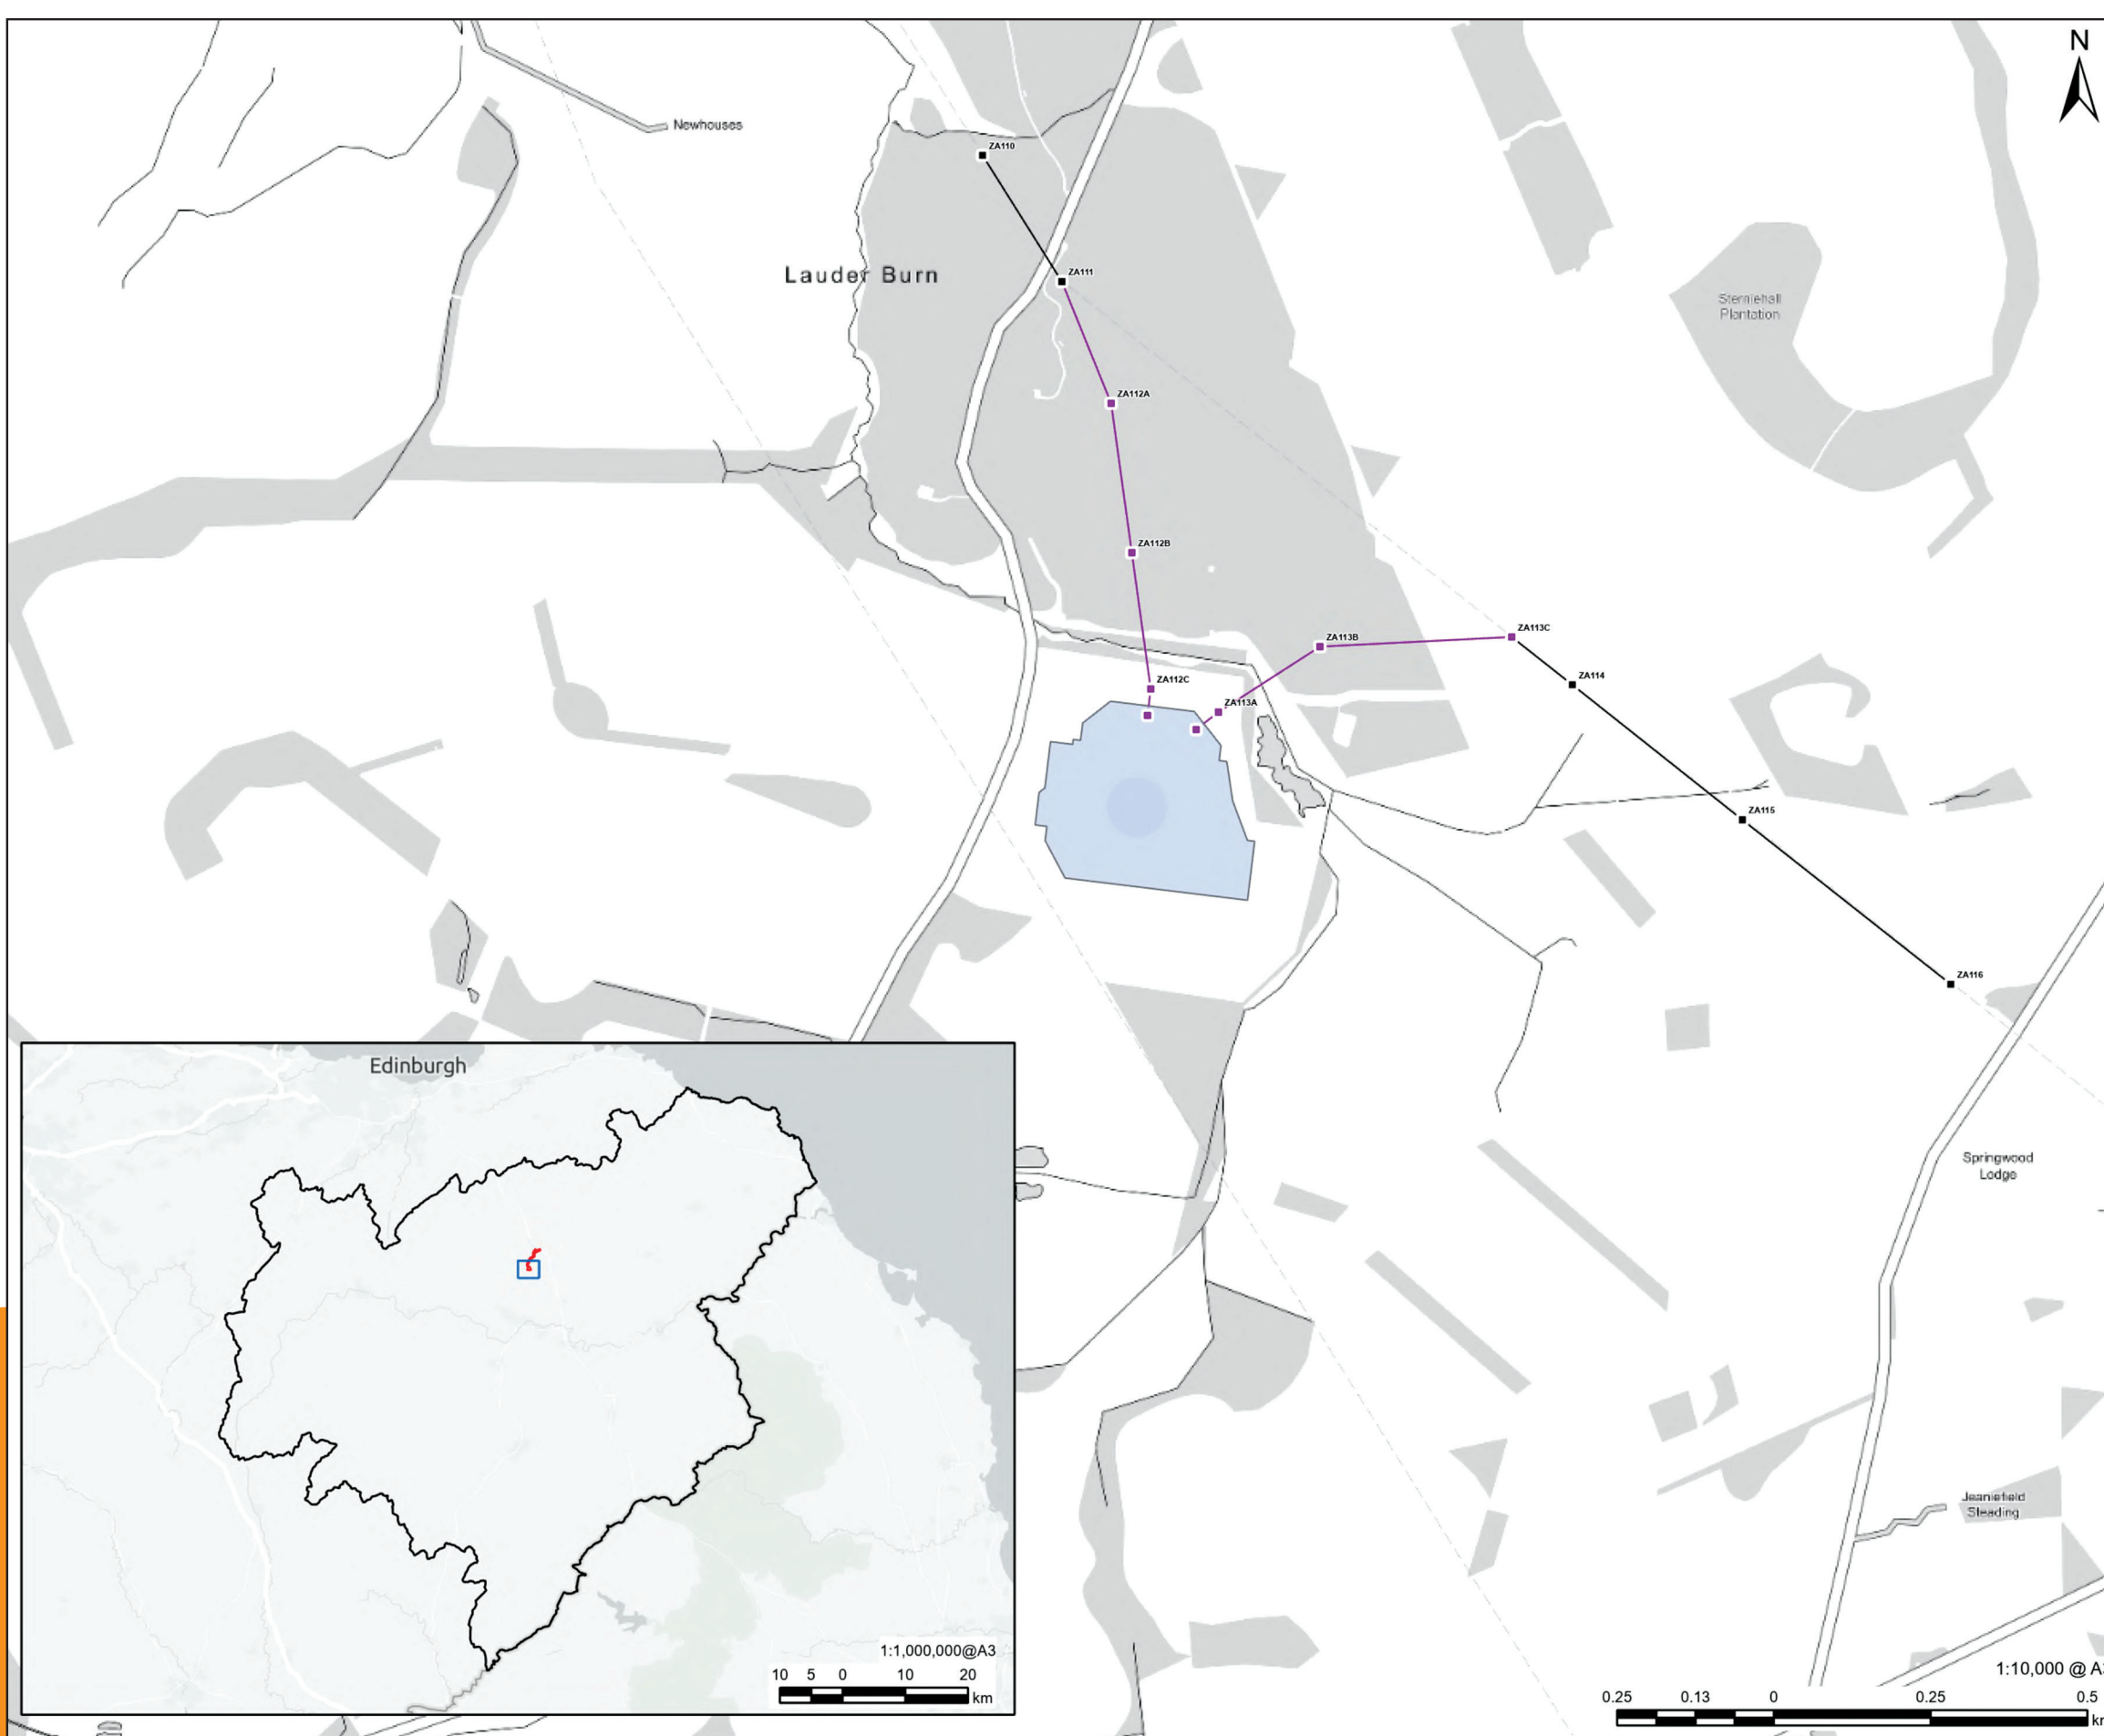 N
Newhouses
ZA110
Lauder Burn
ZA111
Sterniehall
Plantation
ZA112A
ZA112B
ZA113C
ZA113B
ZA112C
ZA114
ZA113A
ZA115
ZA116
Edinburgh
Springwood
Lodge
Jeaniefield
Steading
1:1,000,000@A3
10 5 0 10 20
km
1:10,000 @ A3
0.25 0.13 0 0.25 0.5
km